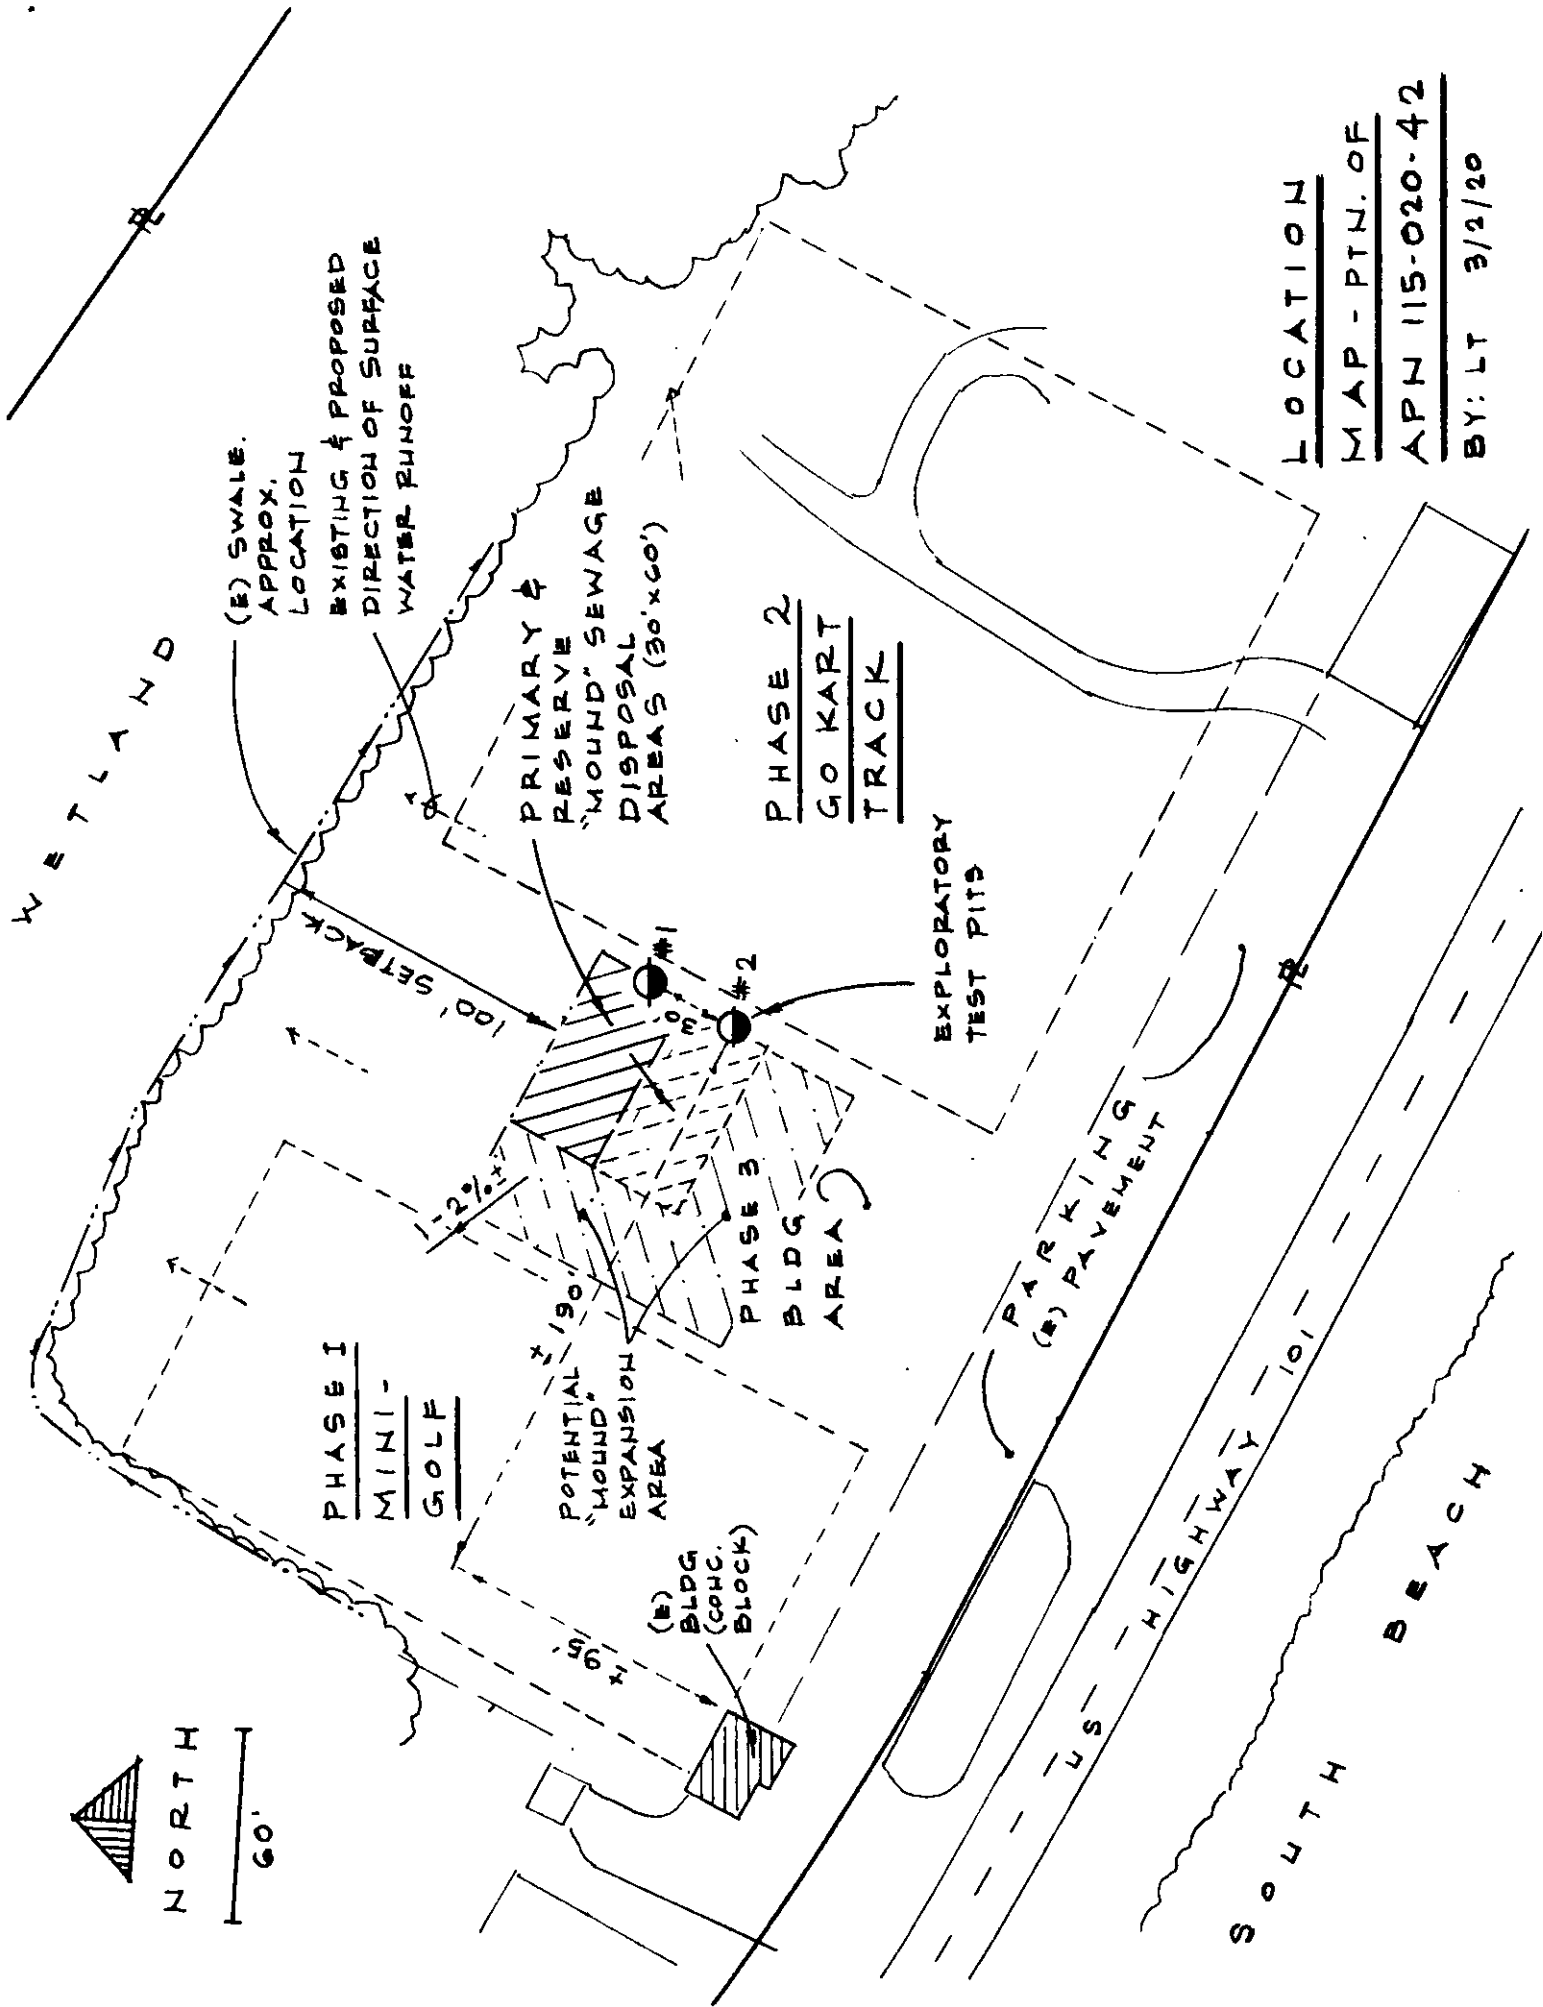 WETLAND
(E) SWALE.
APPROX.
LOCATION
EXISTING & PROPOSED
DIRECTION OF SURFACE
WATER RUNOFF
100' SETBACK
PRIMARY &
RESERVE
"MOUND" SEWAGE
DISPOSAL
AREAS (30'x60')
PHASE 2
GO KART
TRACK
#1
#2
30
EXPLORATORY
TEST PITS
-2%±
PHASE I
MINI-
GOLF
± 190'
POTENTIAL
"MOUND"
EXPANSION
AREA
PHASE 3
BLDG
AREA
± 95'
(E)
BLDG
(CONC.
BLOCK)
PARKING
(E) PAVEMENT
PL
PL
US HIGHWAY 101
SOUTH BEACH
NORTH
60'
LOCATION
MAP - PTN. OF
APN 115-020-42
BY: LT 3/2/20